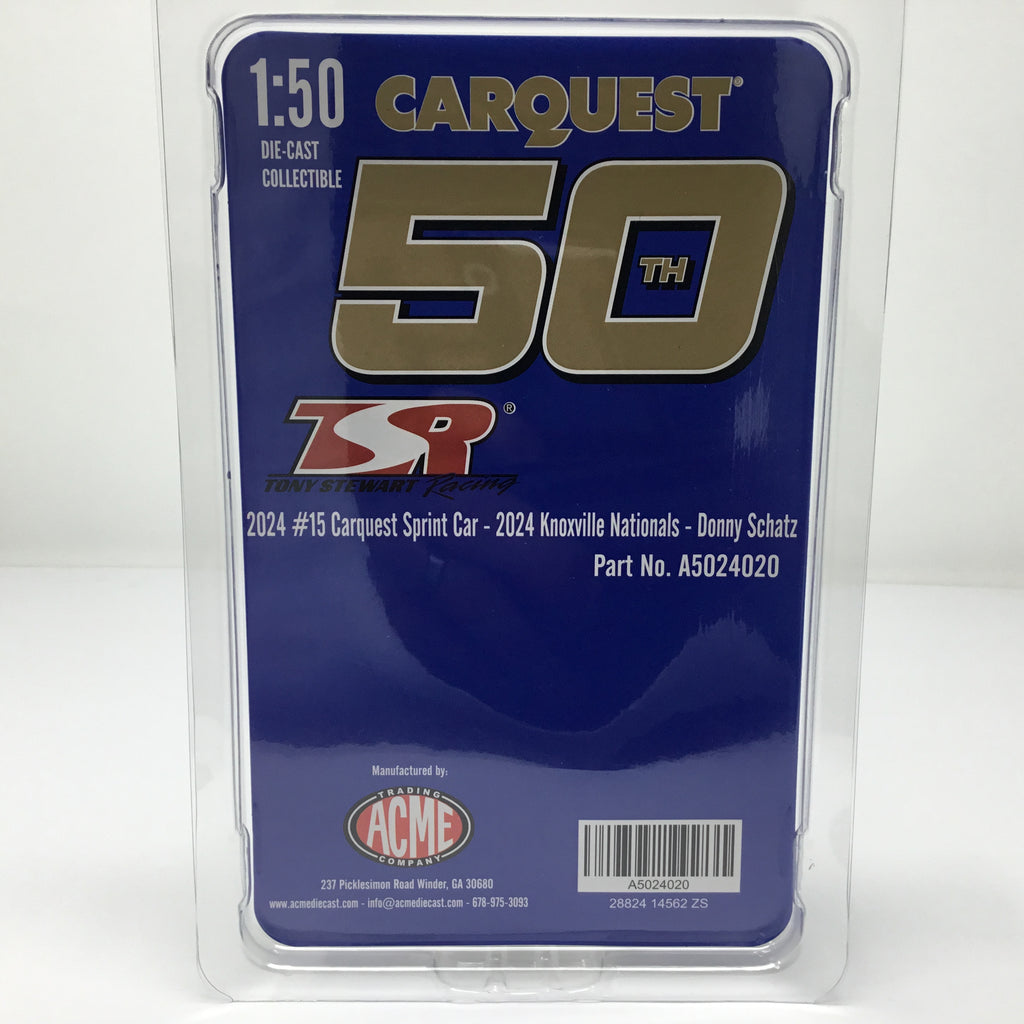 1:50
DIE-CAST
COLLECTIBLE
CARQUEST®
50TH
TSR®
TONY STEWART Racing
2024 #15 Carquest Sprint Car - 2024 Knoxville Nationals - Donny Schatz
Part No. A5024020
Manufactured by:
TRADING
ACME
COMPANY
237 Picklesimon Road Winder, GA 30680
www.acmediecast.com - info@acmediecast.com - 678-975-3093
A5024020
28824 14562 ZS